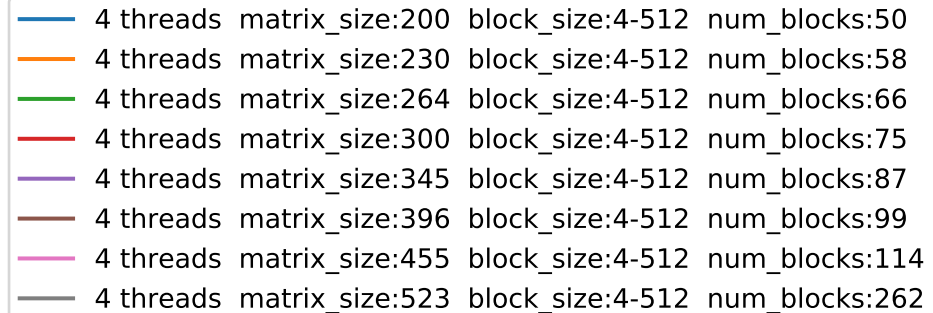 4 threads  matrix_size:200  block_size:4-512  num_blocks:50
4 threads  matrix_size:230  block_size:4-512  num_blocks:58
4 threads  matrix_size:264  block_size:4-512  num_blocks:66
4 threads  matrix_size:300  block_size:4-512  num_blocks:75
4 threads  matrix_size:345  block_size:4-512  num_blocks:87
4 threads  matrix_size:396  block_size:4-512  num_blocks:99
4 threads  matrix_size:455  block_size:4-512  num_blocks:114
4 threads  matrix_size:523  block_size:4-512  num_blocks:262